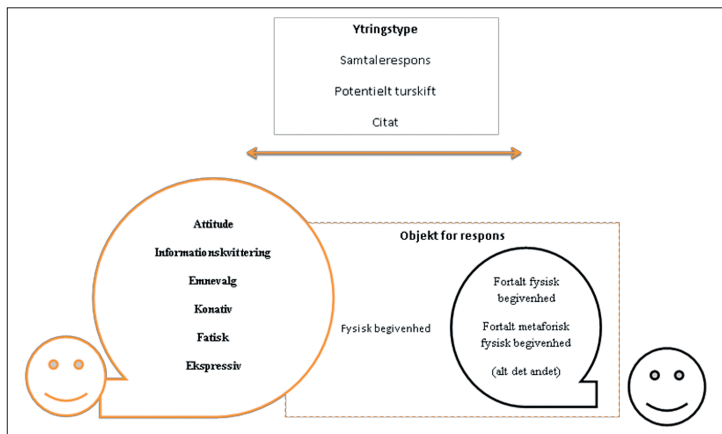 Ytringstype
Samtalerespons
Potentielt turskift
Citat
Attitude
Informationskvittering
Emnevalg
Konativ
Fatisk
Ekspressiv
Objekt for respons
Fysisk begivenhed
Fortalt fysisk
begivenhed
Fortalt metaforisk
fysisk begivenhed
(alt det andet)